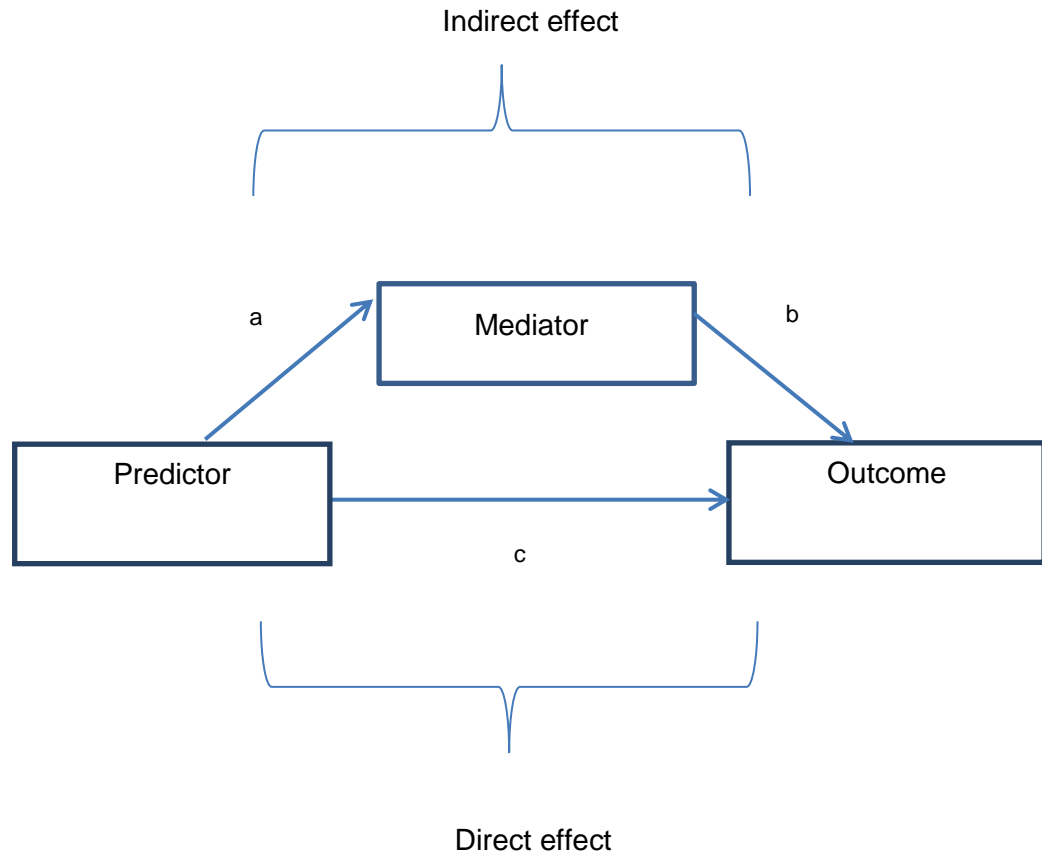 Indirect effect
a
Mediator
b
Predictor
Outcome
c
Direct effect